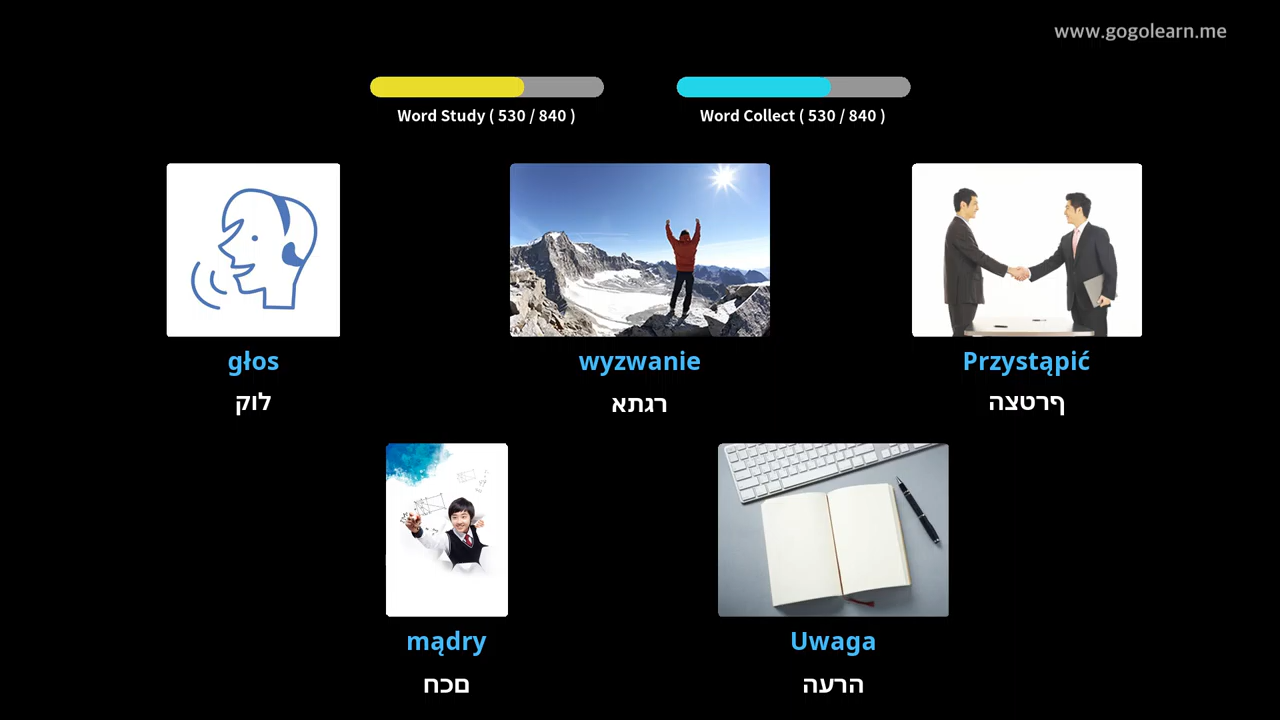 www.gogolearn.me
Word Study ( 530 / 840 )
Word Collect ( 530 / 840 )
głos
לוק
wyzwanie
רגתא
Przystąpić
ףרטצה
mądry
םכח
Uwaga
הרעה